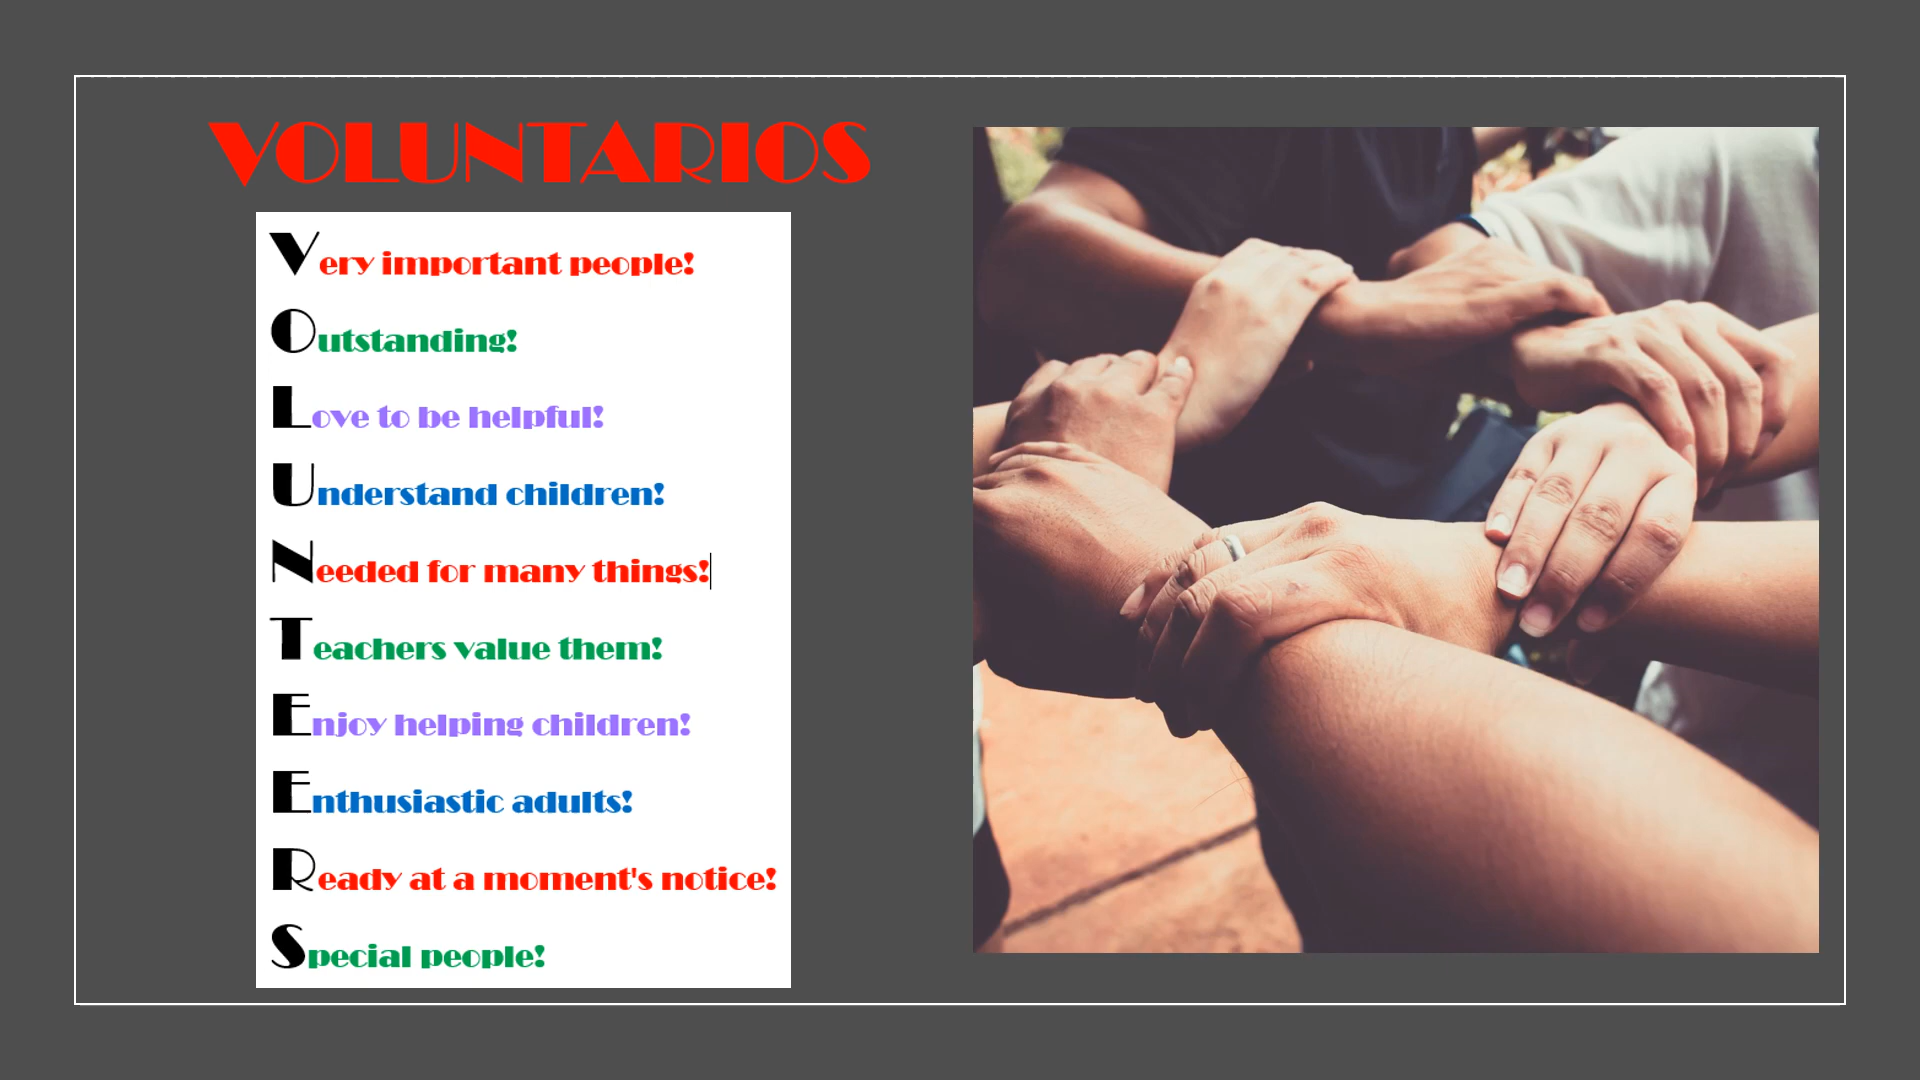 VOLUNTARIOS
Very important people!
Outstanding!
Love to be helpful!
Understand children!
Needed for many things!
Teachers value them!
Enjoy helping children!
Enthusiastic adults!
Ready at a moment's notice!
Special people!